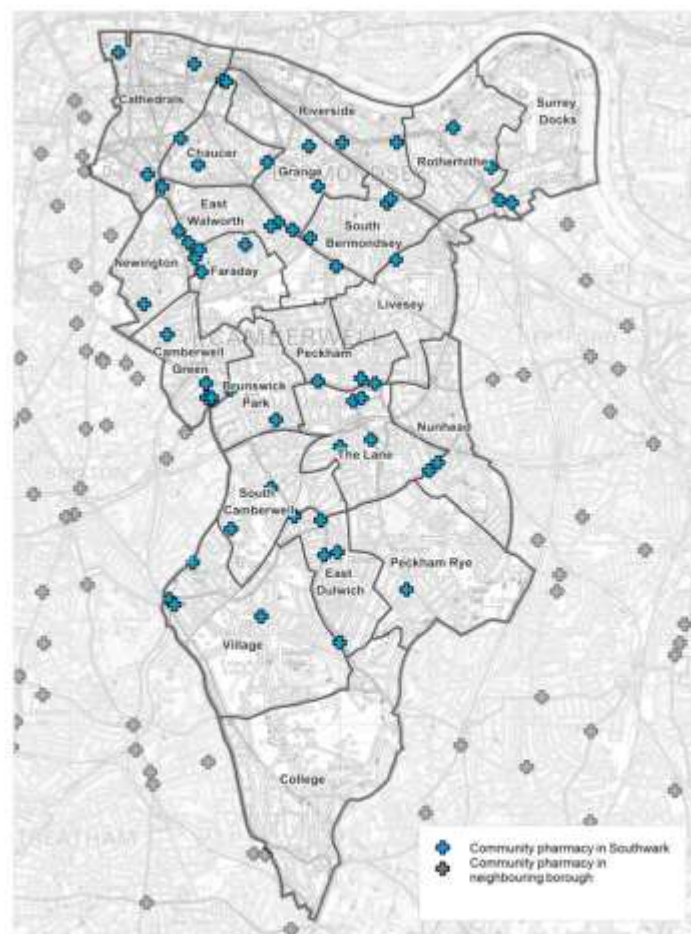 Cathedrals
Riverside
Surrey
Docks
Rotherhithe
Chaucer
Grange
East
Walworth
South
Bermondsey
Newington
Faraday
Livesey
CAMBERWELL
Camberwell
Green
Peckham
Brunswick
Park
Nunhead
The Lane
South
Camberwell
Peckham Rye
East
Dulwich
Village
College
Community pharmacy in Southwark
Community pharmacy in
neighbouring borough